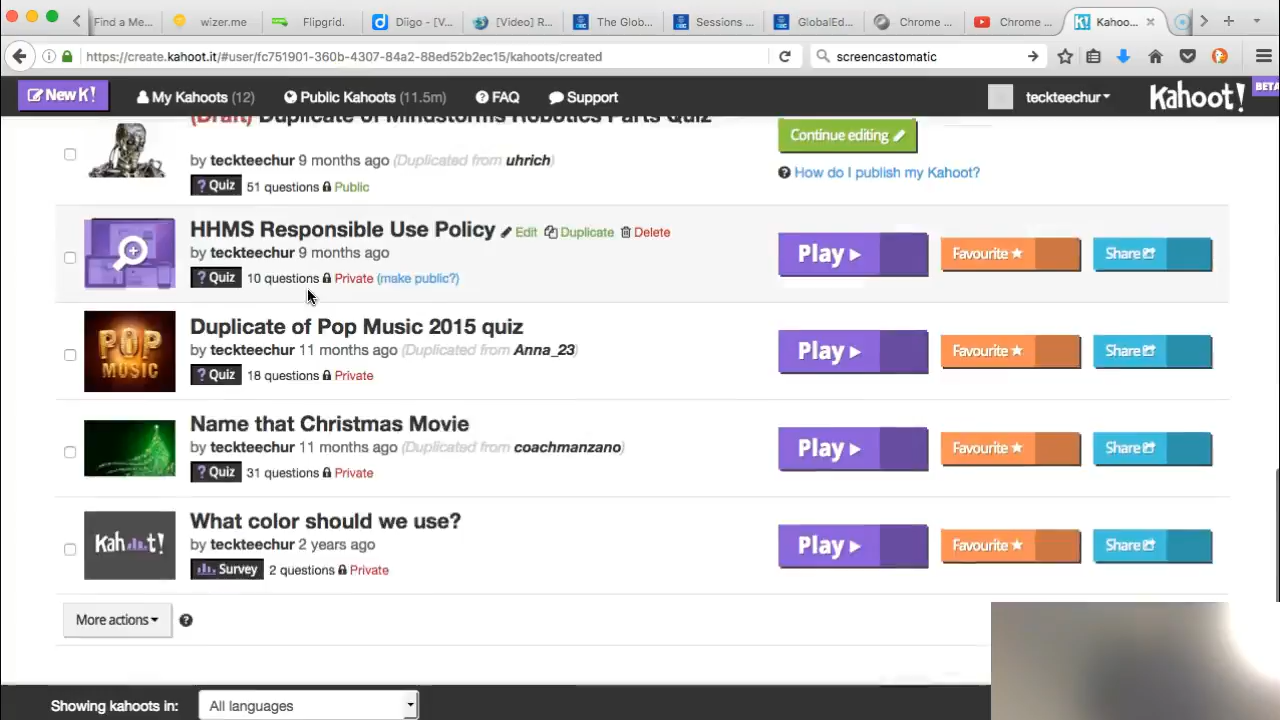 Find a Me...
wizer.me
Flipgrid.
Diigo - [V...
[Video] R...
The Glob...
Sessions ...
GlobalEd...
Chrome ...
Chrome ...
Kahoo...
https://create.kahoot.it/#user/fc751901-360b-4307-84a2-88ed52b2ec15/kahoots/created
screencastomatic
New K!
My Kahoots (12)
Public Kahoots (11.5m)
FAQ
Support
teckteechur
Kahoot!
BETA
(Draft) Duplicate of Mindstorms Robotics Parts Quiz
by teckteechur 9 months ago (Duplicated from uhrich)
? Quiz 51 questions Public
Continue editing
How do I publish my Kahoot?
HHMS Responsible Use Policy Edit Duplicate Delete
by teckteechur 9 months ago
? Quiz 10 questions Private (make public?)
Play Favourite Share
POP MUSIC
Duplicate of Pop Music 2015 quiz
by teckteechur 11 months ago (Duplicated from Anna_23)
? Quiz 18 questions Private
Play Favourite Share
Name that Christmas Movie
by teckteechur 11 months ago (Duplicated from coachmanzano)
? Quiz 31 questions Private
Play Favourite Share
Kahoot!
What color should we use?
by teckteechur 2 years ago
Survey 2 questions Private
Play Favourite Share
More actions
Showing kahoots in: All languages